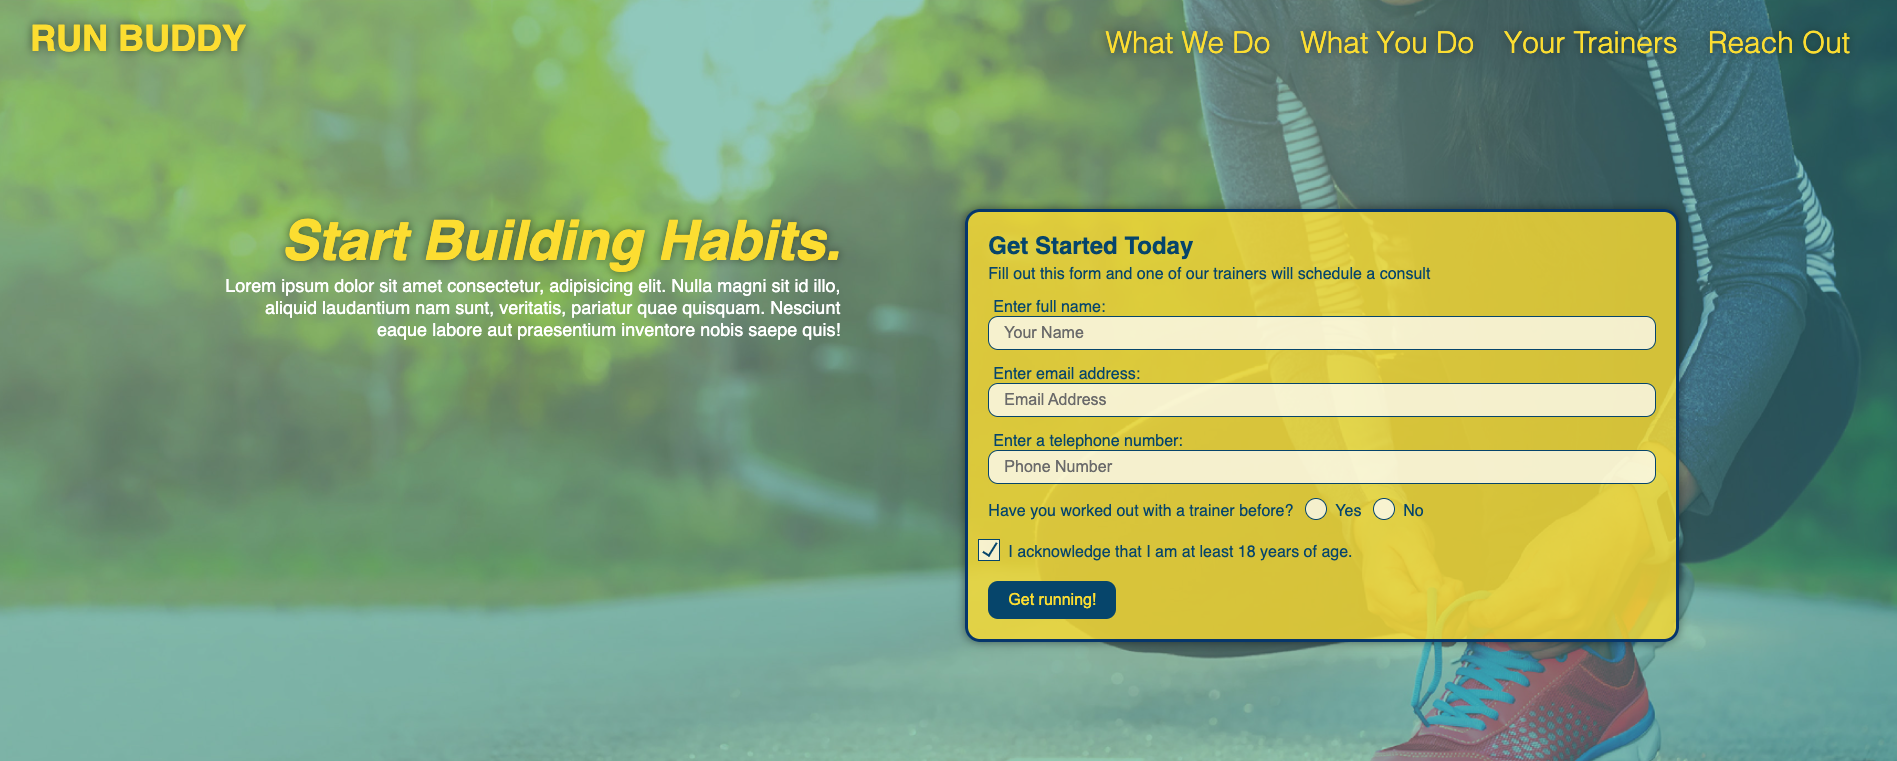 RUN BUDDY
What We Do What You Do Your Trainers Reach Out
Start Building Habits.
Lorem ipsum dolor sit amet consectetur, adipisicing elit. Nulla magni sit id illo,
aliquid laudantium nam sunt, veritatis, pariatur quae quisquam. Nesciunt
eaque labore aut praesentium inventore nobis saepe quis!
Get Started Today
Fill out this form and one of our trainers will schedule a consult
Enter full name:
Your Name
Enter email address:
Email Address
Enter a telephone number:
Phone Number
Have you worked out with a trainer before? Yes No
I acknowledge that I am at least 18 years of age.
Get running!